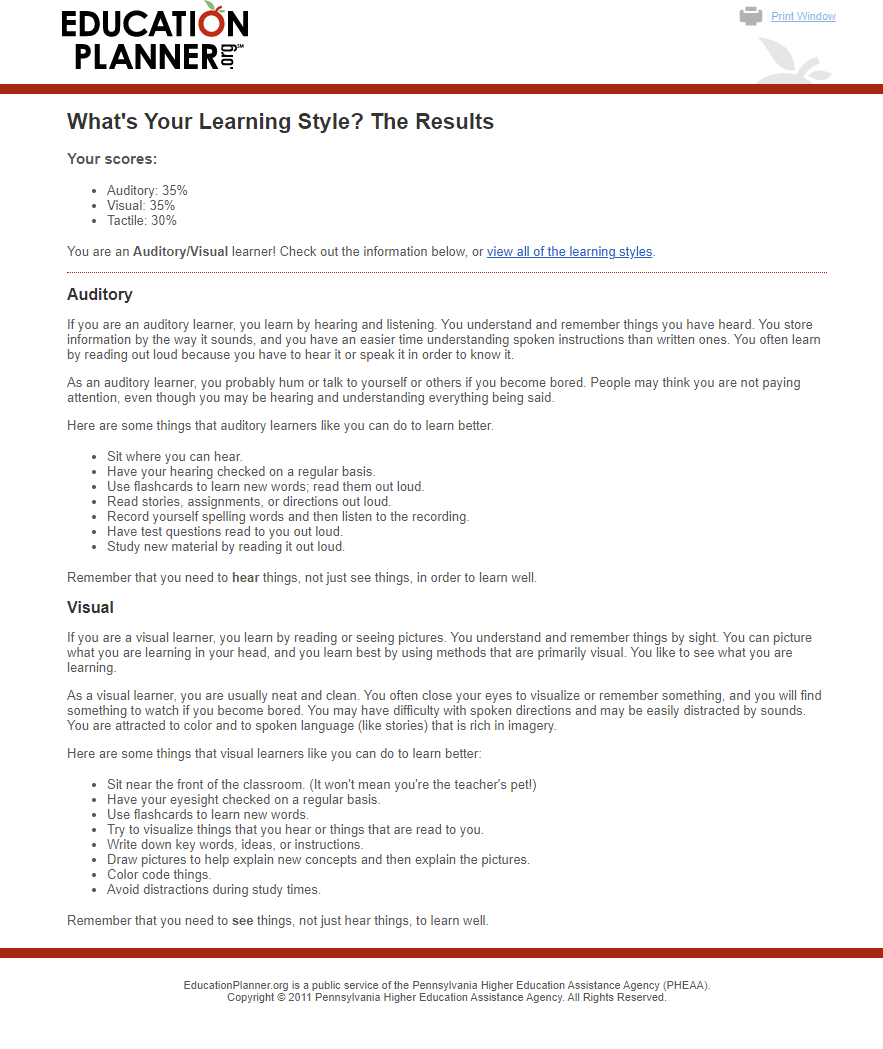 EDUCATION
PLANNER.org SM
Print Window
What's Your Learning Style? The Results
Your scores:
• Auditory: 35%
• Visual: 35%
• Tactile: 30%
You are an Auditory/Visual learner! Check out the information below, or view all of the learning styles.
Auditory
If you are an auditory learner, you learn by hearing and listening. You understand and remember things you have heard. You store
information by the way it sounds, and you have an easier time understanding spoken instructions than written ones. You often learn
by reading out loud because you have to hear it or speak it in order to know it.
As an auditory learner, you probably hum or talk to yourself or others if you become bored. People may think you are not paying
attention, even though you may be hearing and understanding everything being said.
Here are some things that auditory learners like you can do to learn better.
• Sit where you can hear.
• Have your hearing checked on a regular basis.
• Use flashcards to learn new words; read them out loud.
• Read stories, assignments, or directions out loud.
• Record yourself spelling words and then listen to the recording.
• Have test questions read to you out loud.
• Study new material by reading it out loud.
Remember that you need to hear things, not just see things, in order to learn well.
Visual
If you are a visual learner, you learn by reading or seeing pictures. You understand and remember things by sight. You can picture
what you are learning in your head, and you learn best by using methods that are primarily visual. You like to see what you are
learning.
As a visual learner, you are usually neat and clean. You often close your eyes to visualize or remember something, and you will find
something to watch if you become bored. You may have difficulty with spoken directions and may be easily distracted by sounds.
You are attracted to color and to spoken language (like stories) that is rich in imagery.
Here are some things that visual learners like you can do to learn better:
• Sit near the front of the classroom. (It won't mean you're the teacher's pet!)
• Have your eyesight checked on a regular basis.
• Use flashcards to learn new words.
• Try to visualize things that you hear or things that are read to you.
• Write down key words, ideas, or instructions.
• Draw pictures to help explain new concepts and then explain the pictures.
• Color code things.
• Avoid distractions during study times.
Remember that you need to see things, not just hear things, to learn well.
EducationPlanner.org is a public service of the Pennsylvania Higher Education Assistance Agency (PHEAA).
Copyright © 2011 Pennsylvania Higher Education Assistance Agency. All Rights Reserved.